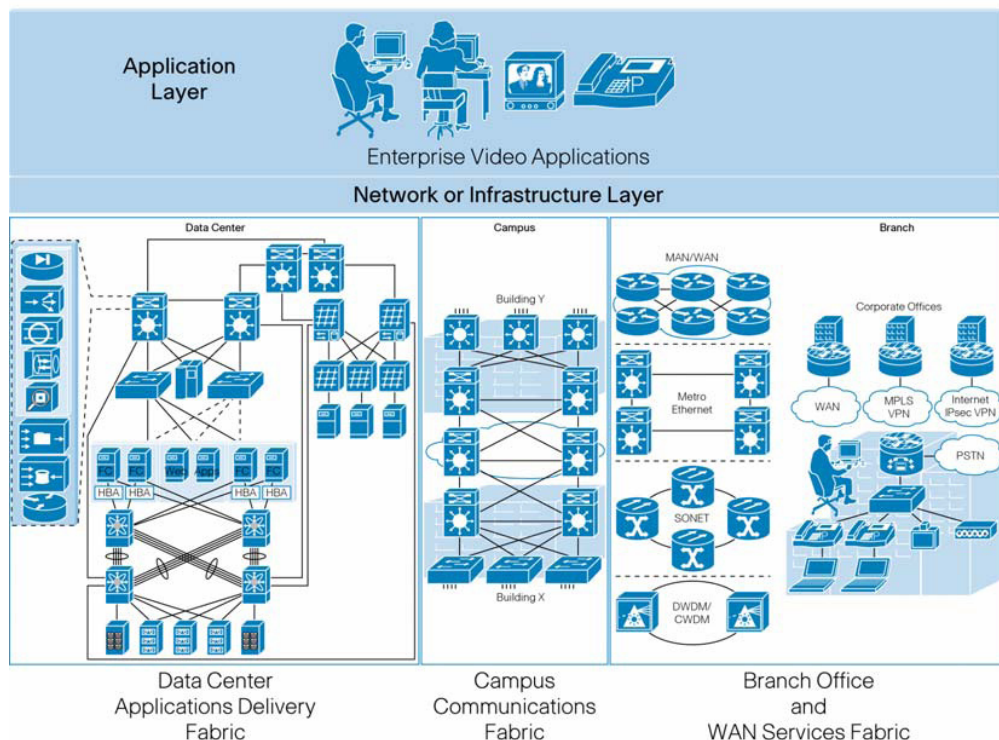 Application
Layer
IP
Enterprise Video Applications
Network or Infrastructure Layer
Data Center
FC
FC
Web
Apps
FC
FC
HBA
HBA
HBA
HBA
Campus
Building Y
Building X
Branch
MAN/WAN
Metro
Ethernet
SONET
DWDM/
CWDM
Corporate Offices
WAN
MPLS
VPN
Internet
IPsec VPN
PSTN
Data Center
Applications Delivery
Fabric
Campus
Communications
Fabric
Branch Office
and
WAN Services Fabric